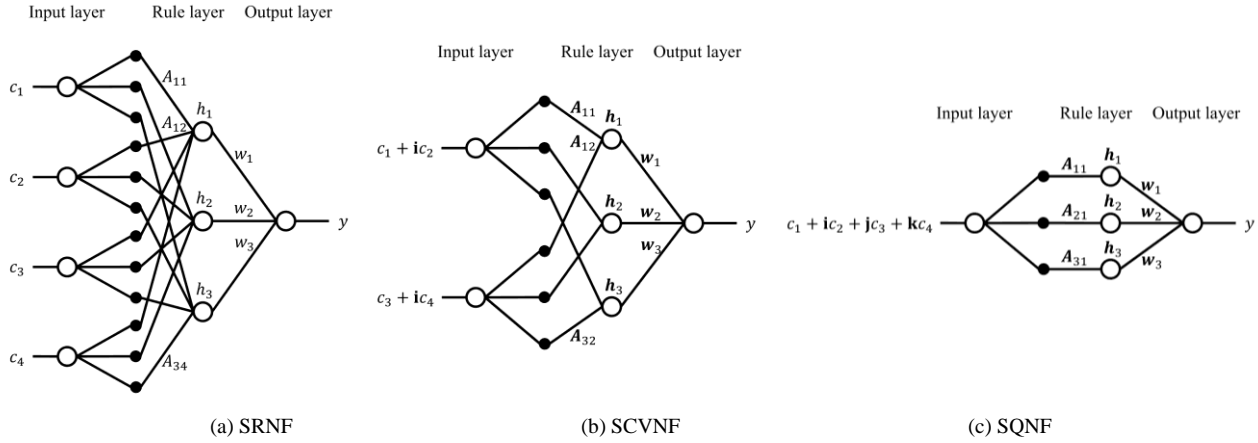 Input layer
Rule layer
Output layer
c₁
c₂
c₃
c₄
A₁₁
A₁₂
A₃₄
h₁
h₂
h₃
w₁
w₂
w₃
y
(a) SRNF
Input layer
Rule layer
Output layer
c₁ + ic₂
c₃ + ic₄
A₁₁
A₁₂
A₃₂
h₁
h₂
h₃
w₁
w₂
w₃
y
(b) SCVNF
Input layer
Rule layer
Output layer
c₁ + ic₂ + jc₃ + kc₄
A₁₁
A₂₁
A₃₁
h₁
h₂
h₃
w₁
w₂
w₃
y
(c) SQNF